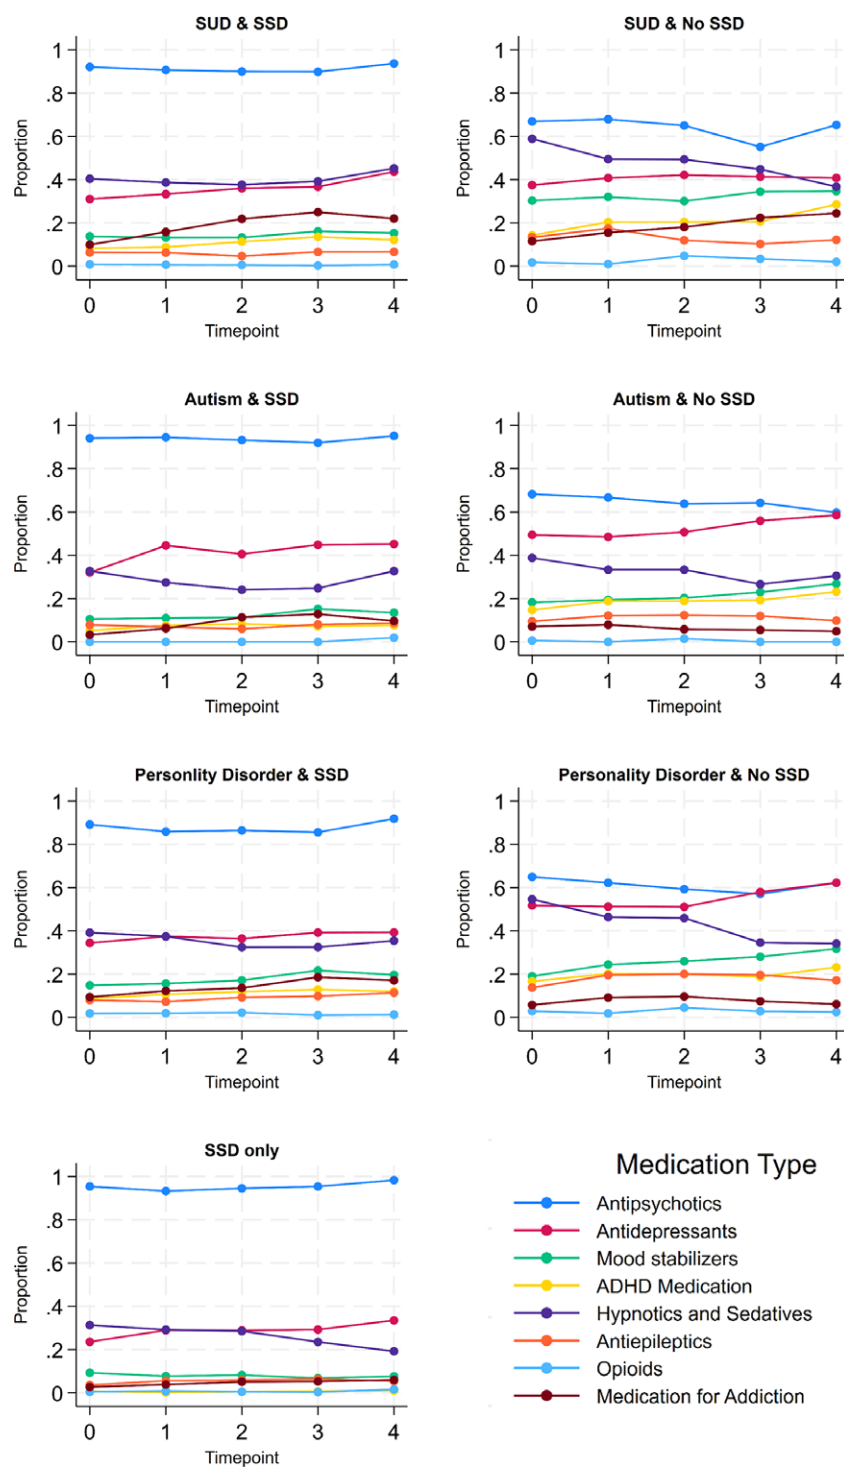 SUD & SSD
1
.8
.6
.4
.2
0
Proportion
0 1 2 3 4
Timepoint
SUD & No SSD
1
.8
.6
.4
.2
0
Proportion
0 1 2 3 4
Timepoint
Autism & SSD
1
.8
.6
.4
.2
0
Proportion
0 1 2 3 4
Timepoint
Autism & No SSD
1
.8
.6
.4
.2
0
Proportion
0 1 2 3 4
Timepoint
Personlity Disorder & SSD
1
.8
.6
.4
.2
0
Proportion
0 1 2 3 4
Timepoint
Personality Disorder & No SSD
1
.8
.6
.4
.2
0
Proportion
0 1 2 3 4
Timepoint
SSD only
1
.8
.6
.4
.2
0
Proportion
0 1 2 3 4
Timepoint
Medication Type
Antipsychotics
Antidepressants
Mood stabilizers
ADHD Medication
Hypnotics and Sedatives
Antiepileptics
Opioids
Medication for Addiction